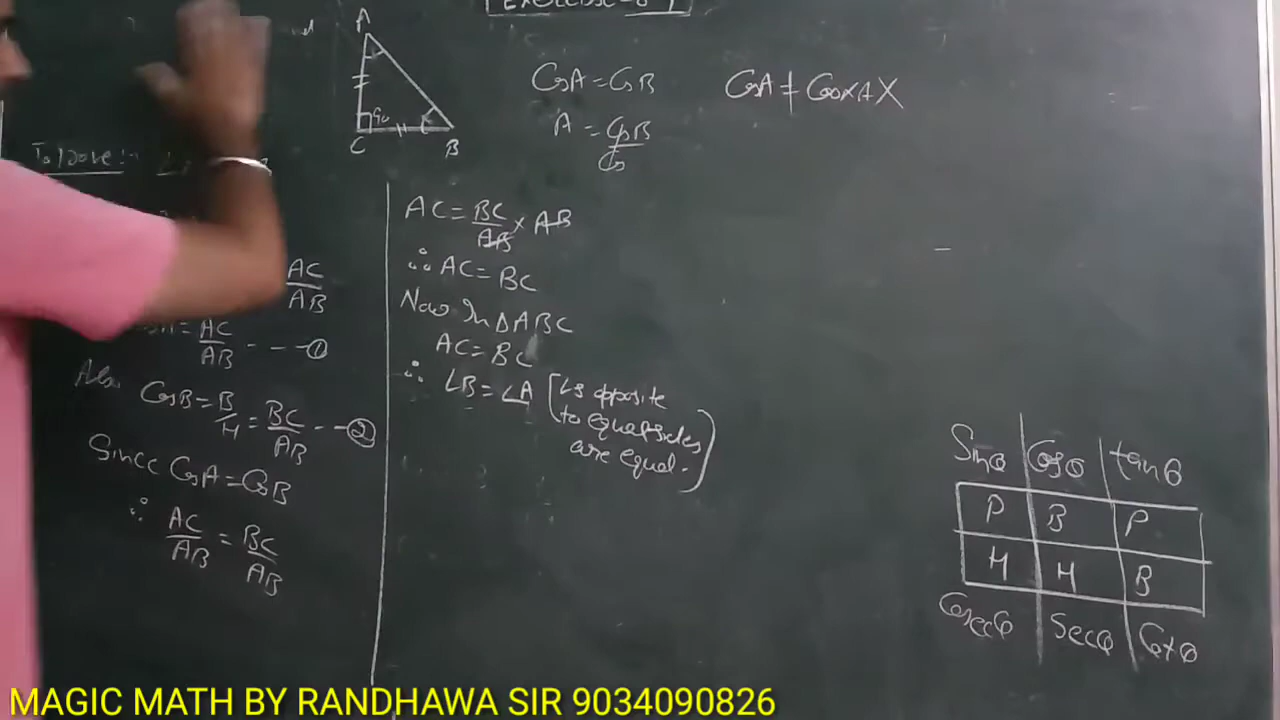 A
90
C
B
CosA = CosB
A = CosB
Cos
CosA ≠ Cos × A X
To prove :-
AC
AB
= AC
AB - - - ①
Also
CosB = B = BC - - ②
H AB
Since CosA = CosB
∴ AC = BC
AB AB
AC = BC × AB
AB
∴ AC = BC
Now In △ABC
AC = BC
∴ ∠B = ∠A [∠s opposite
to equal sides
are equal.)
Sinθ Cosθ tanθ
P B P
H H B
Cosecθ Secθ Cotθ
MAGIC MATH BY RANDHAWA SIR 9034090826